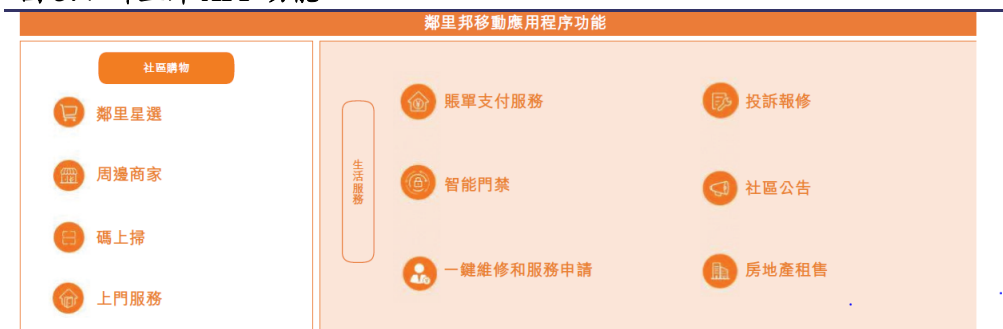 鄰里邦移動應用程序功能
社區購物
鄰里星選
周邊商家
碼上掃
上門服務
生活服務
賬單支付服務
投訴報修
智能門禁
社區公告
一鍵維修和服務申請
房地產租售